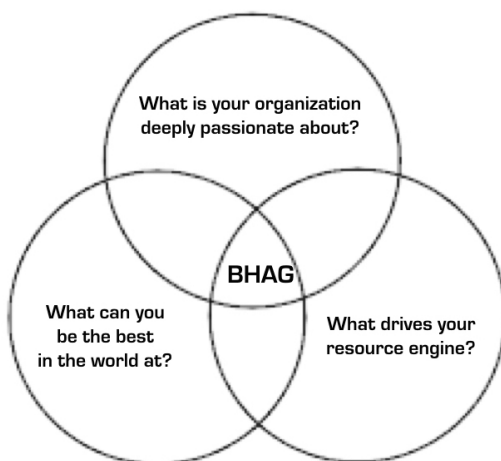 What is your organization
deeply passionate about?
BHAG
What can you
be the best
in the world at?
What drives your
resource engine?